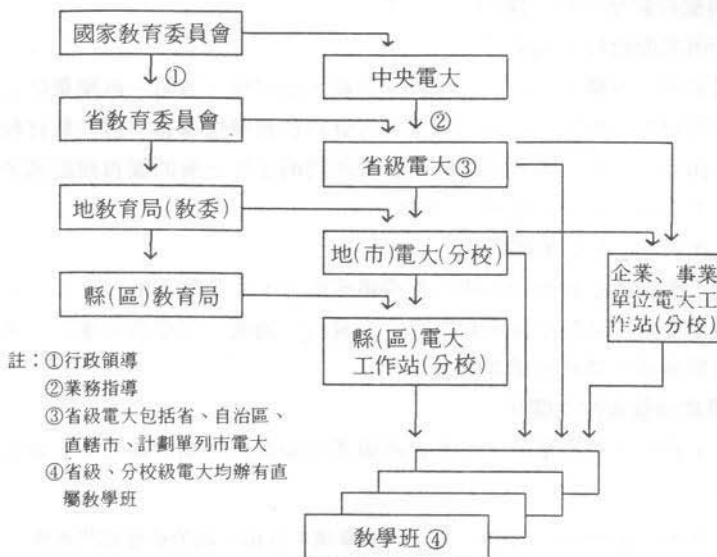 國家教育委員會
①
中央電大
省教育委員會
②
省級電大③
地教育局(教委)
地(市)電大(分校)
企業、事業
單位電大工
作站(分校)
縣(區)教育局
縣(區)電大
工作站(分校)
註：①行政領導
②業務指導
③省級電大包括省、自治區、
直轄市、計劃單列市電大
④省級、分校級電大均辦有直
屬教學班
教學班④